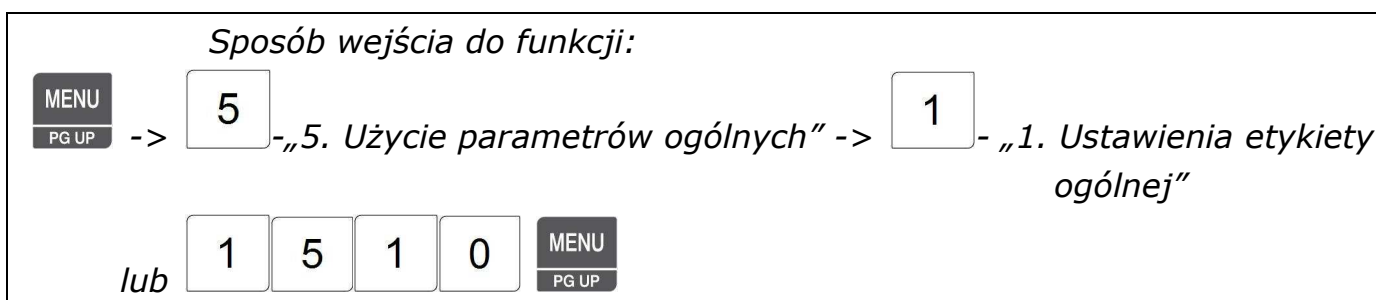 Sposób wejścia do funkcji:
MENU
PG UP -> 5 -„5. Użycie parametrów ogólnych” -> 1 - „1. Ustawienia etykiety
ogólnej”
lub 1 5 1 0 MENU
PG UP